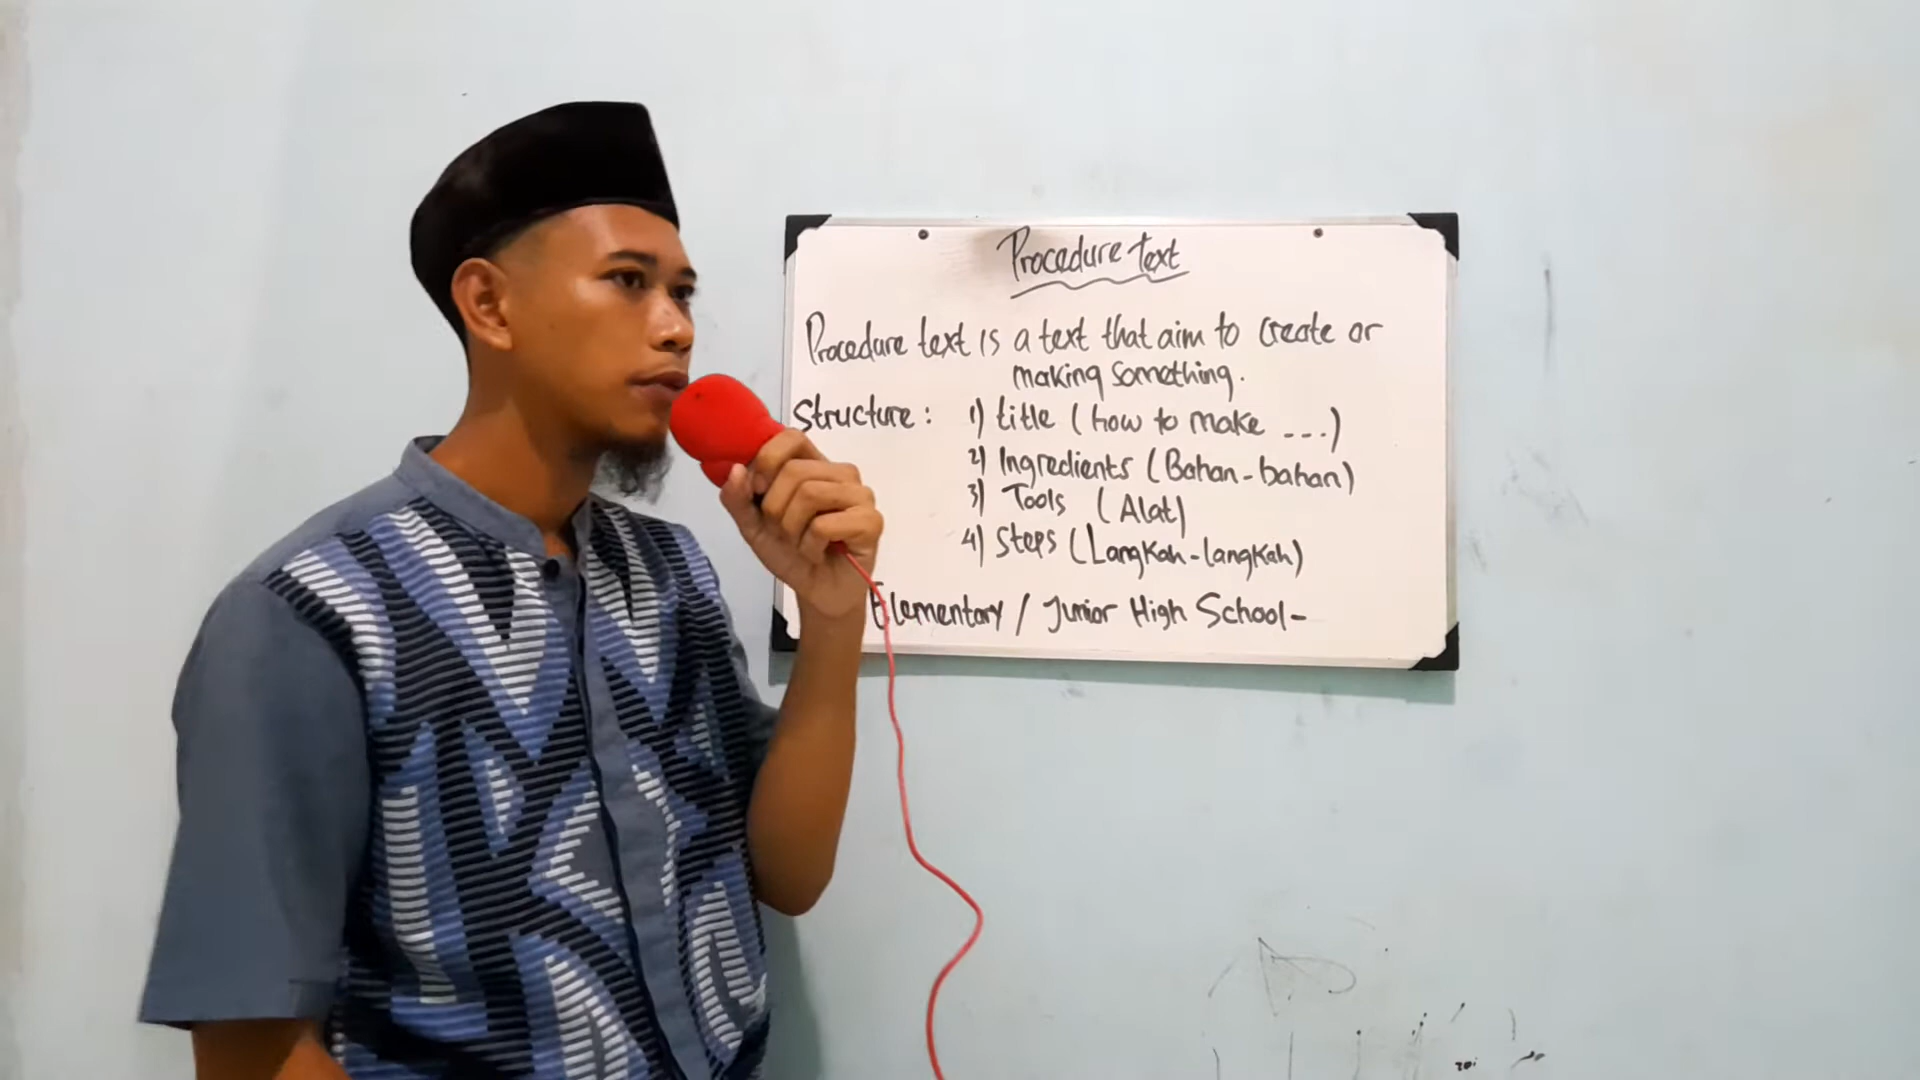 Procedure text
Procedure text is a text that aim to create or
making something.
Structure : 1) title (how to make ---)
2) Ingredients (Bahan-bahan)
3) Tools (Alat)
4) Steps (Langkah-langkah)
Elementary / Junior High School-